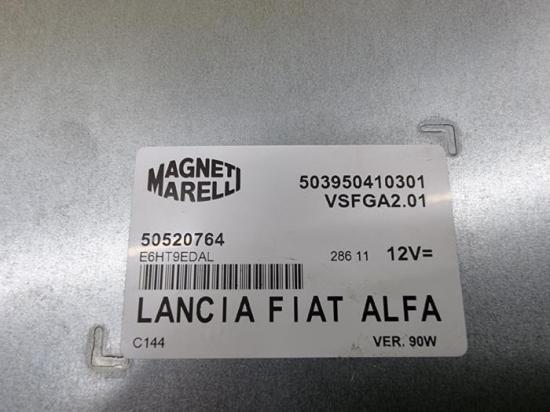 MAGNETI
MARELLI
503950410301
VSFGA2.01
50520764
E6HT9EDAL
286 11 12V=
LANCIA FIAT ALFA
C144 VER. 90W